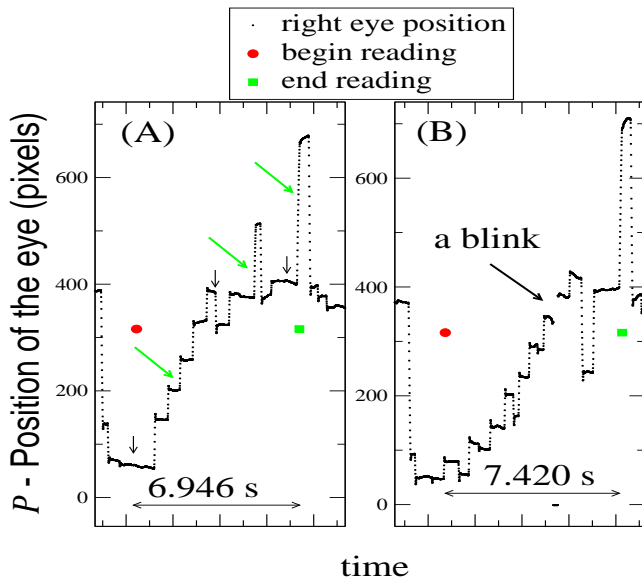 right eye position
begin reading
end reading
P - Position of the eye (pixels)
(A)
600
400
200
0
6.946 s
(B)
a blink
600
400
200
0
7.420 s
time